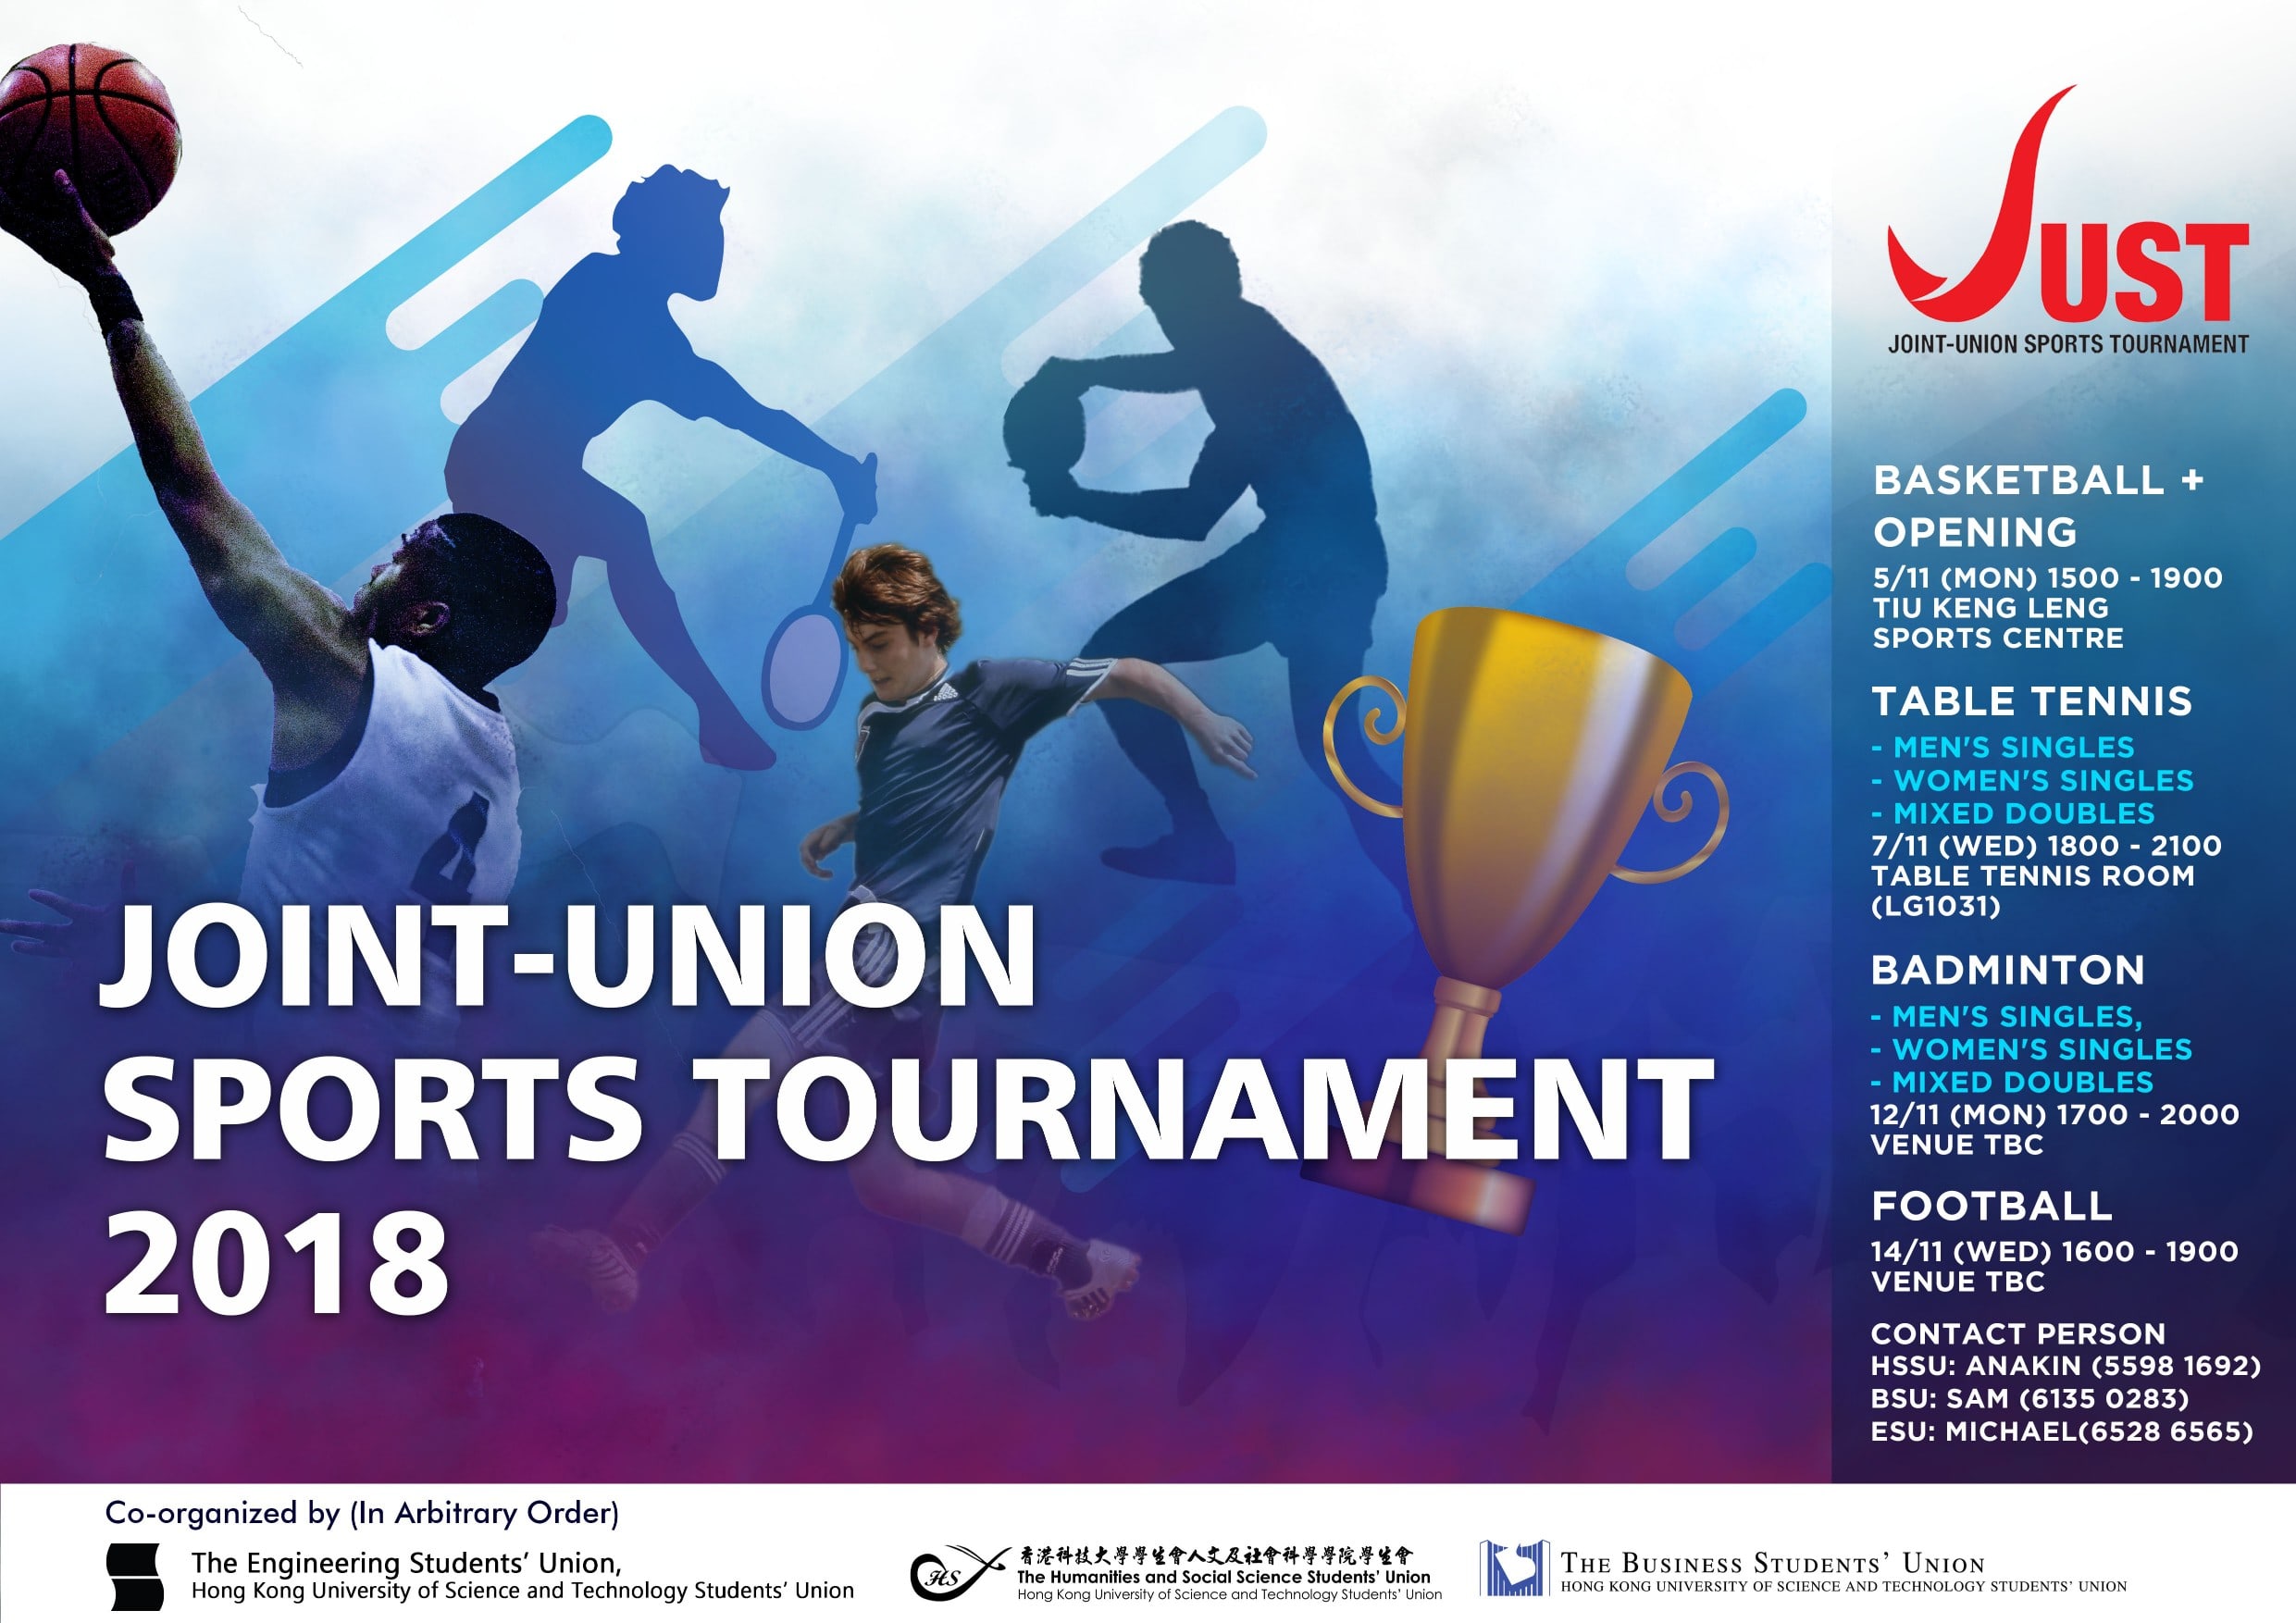 JUST
JOINT-UNION SPORTS TOURNAMENT
BASKETBALL +
OPENING
5/11 (MON) 1500 - 1900
TIU KENG LENG
SPORTS CENTRE
TABLE TENNIS
- MEN'S SINGLES
- WOMEN'S SINGLES
- MIXED DOUBLES
7/11 (WED) 1800 - 2100
TABLE TENNIS ROOM
(LG1031)
BADMINTON
- MEN'S SINGLES,
- WOMEN'S SINGLES
- MIXED DOUBLES
12/11 (MON) 1700 - 2000
VENUE TBC
FOOTBALL
14/11 (WED) 1600 - 1900
VENUE TBC
CONTACT PERSON
HSSU: ANAKIN (5598 1692)
BSU: SAM (6135 0283)
ESU: MICHAEL(6528 6565)
JOINT-UNION
SPORTS TOURNAMENT
2018
Co-organized by (In Arbitrary Order)
The Engineering Students' Union,
Hong Kong University of Science and Technology Students' Union
HS
香港科技大學學生會人文及社會科學學院學生會
The Humanities and Social Science Students' Union
Hong Kong University of Science and Technology Students' Union
THE BUSINESS STUDENTS' UNION
HONG KONG UNIVERSITY OF SCIENCE AND TECHNOLOGY STUDENTS' UNION